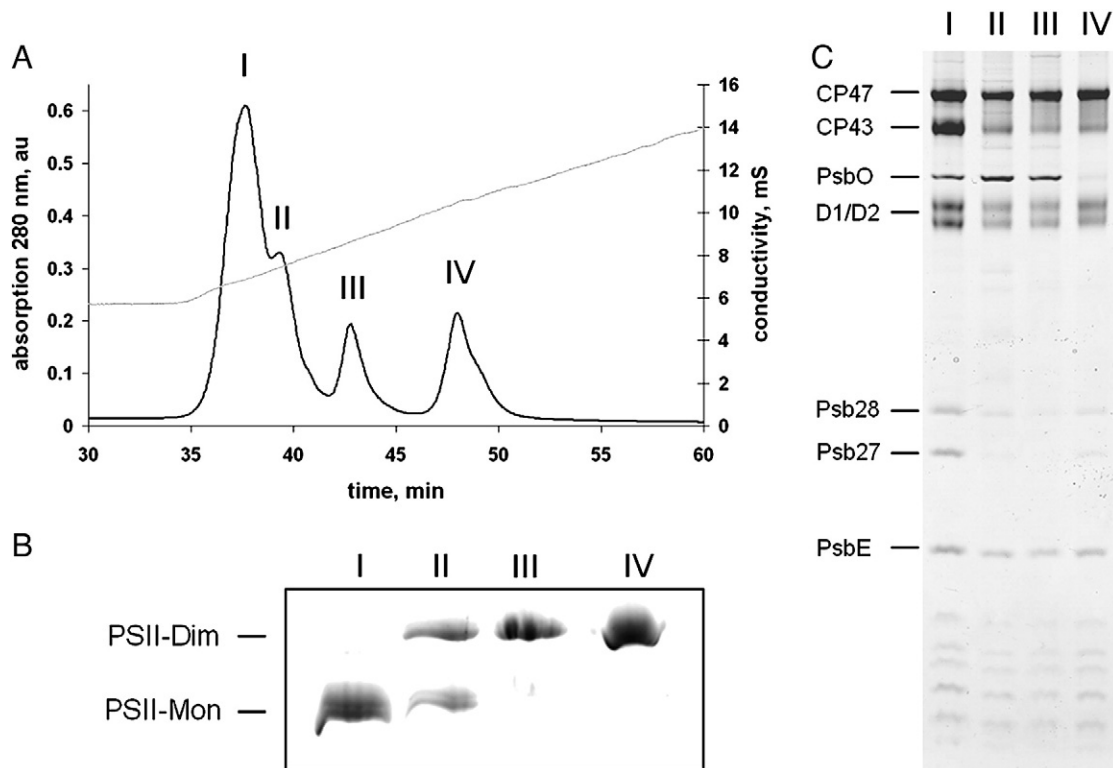 A
I
II
III
IV
absorption 280 nm, au
0.6
0.5
0.4
0.3
0.2
0.1
0
16
14
12
10
8
6
4
2
0
conductivity, mS
30 35 40 45 50 55 60
time, min
B
I II III IV
PSII-Dim
PSII-Mon
C
I II III IV
CP47
CP43
PsbO
D1/D2
Psb28
Psb27
PsbE